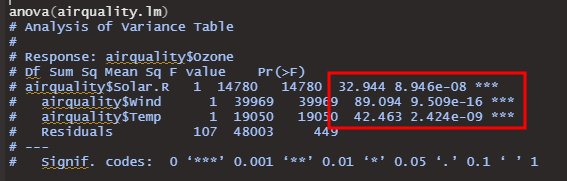 anova(airquality.lm)
# Analysis of Variance Table
#
# Response: airquality$Ozone
# Df Sum Sq Mean Sq F value Pr(>F)
# airquality$Solar.R 1 14780 14780 32.944 8.946e-08 ***
# airquality$Wind 1 39969 39969 89.094 9.509e-16 ***
# airquality$Temp 1 19050 19050 42.463 2.424e-09 ***
# Residuals 107 48003 449
# ---
# Signif. codes: 0 ‘***’ 0.001 ‘**’ 0.01 ‘*’ 0.05 ‘.’ 0.1 ‘ ’ 1